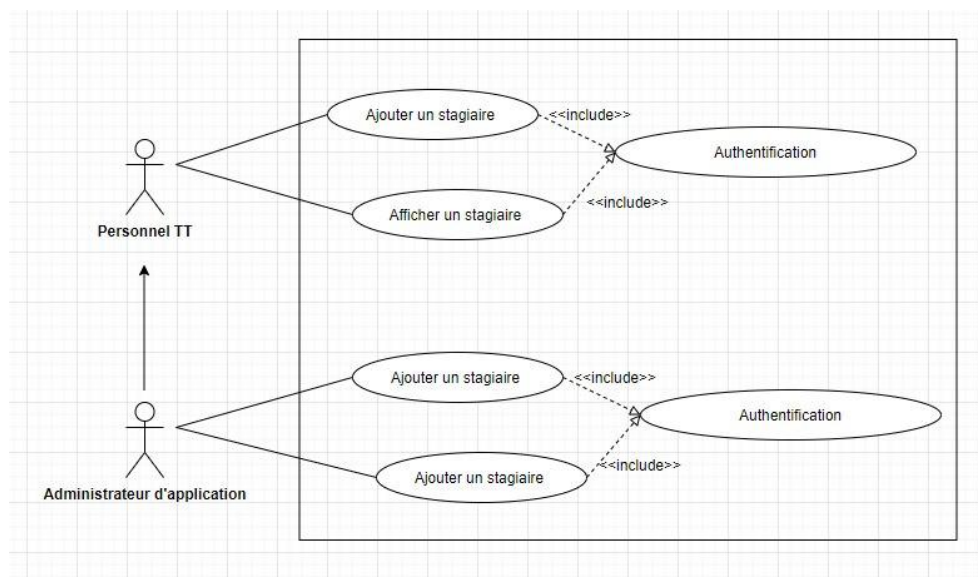 Ajouter un stagiaire
<<include>>
Authentification
Afficher un stagiaire
<<include>>
Personnel TT
Ajouter un stagiaire
<<include>>
Authentification
Ajouter un stagiaire
<<include>>
Administrateur d'application